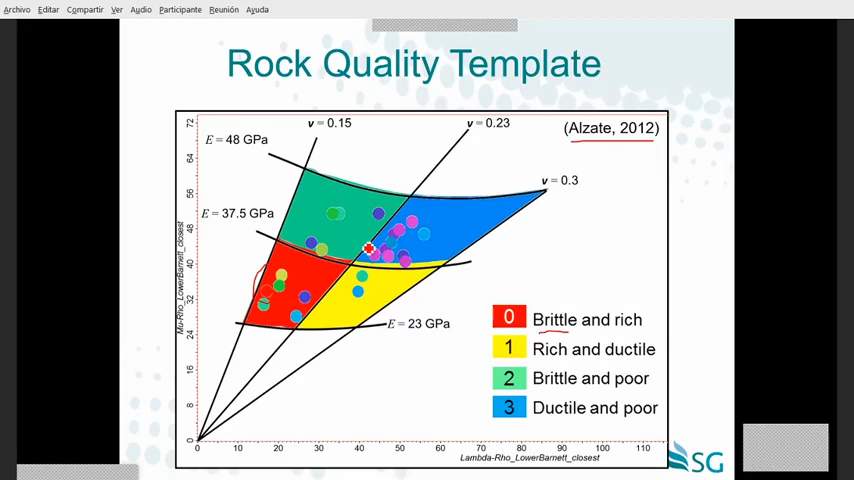 Archivo Editar Compartir Ver Audio Participante Reunión Ayuda
Rock Quality Template
(Alzate, 2012)
v = 0.15
v = 0.23
v = 0.3
E = 48 GPa
E = 37.5 GPa
E = 23 GPa
Mu-Rho_LowerBarnett_closest
72
64
56
48
40
32
24
16
8
0
0 10 20 30 40 50 60 70 80 90 100 110
Lambda-Rho_LowerBarnett_closest
0 Brittle and rich
1 Rich and ductile
2 Brittle and poor
3 Ductile and poor
SG